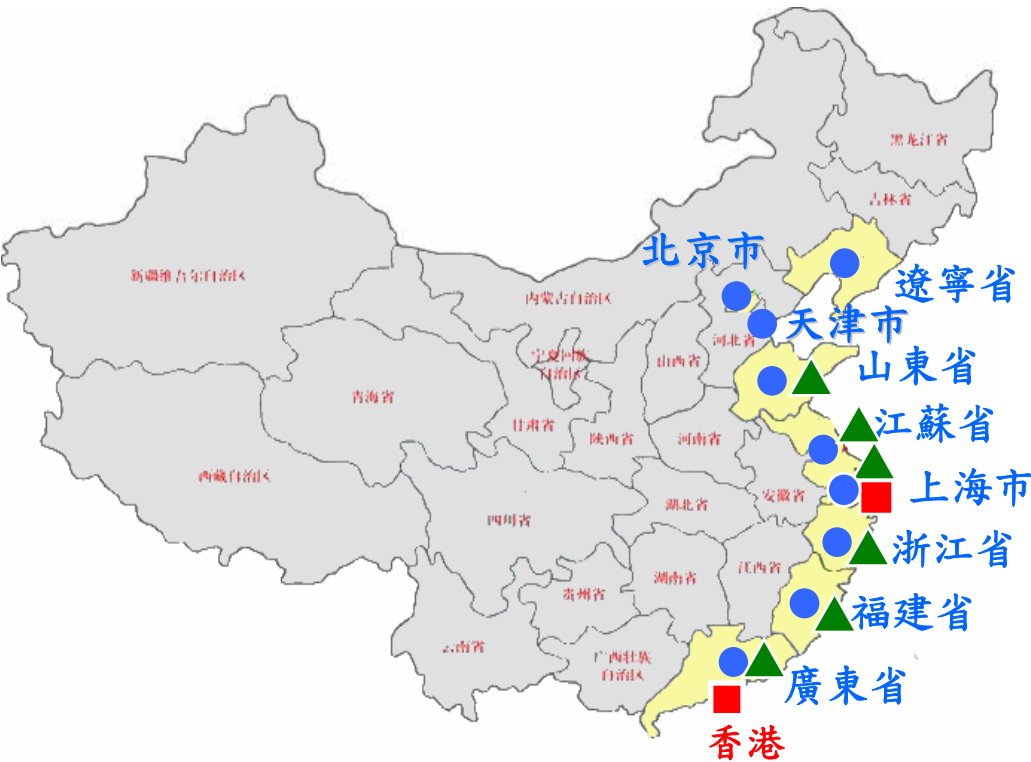 黑龙江省
吉林省
北京市
新疆维吾尔自治区
辽寧省
内蒙古自治区
天津市
河北省
宁夏回族
自治区
山西省
山東省
青海省
甘肃省
陕西省
河南省
江蘇省
西藏自治区
上海市
安徽省
湖北省
四川省
浙江省
江西省
湖南省
贵州省
福建省
云南省
广西壮族
自治区
廣東省
香港